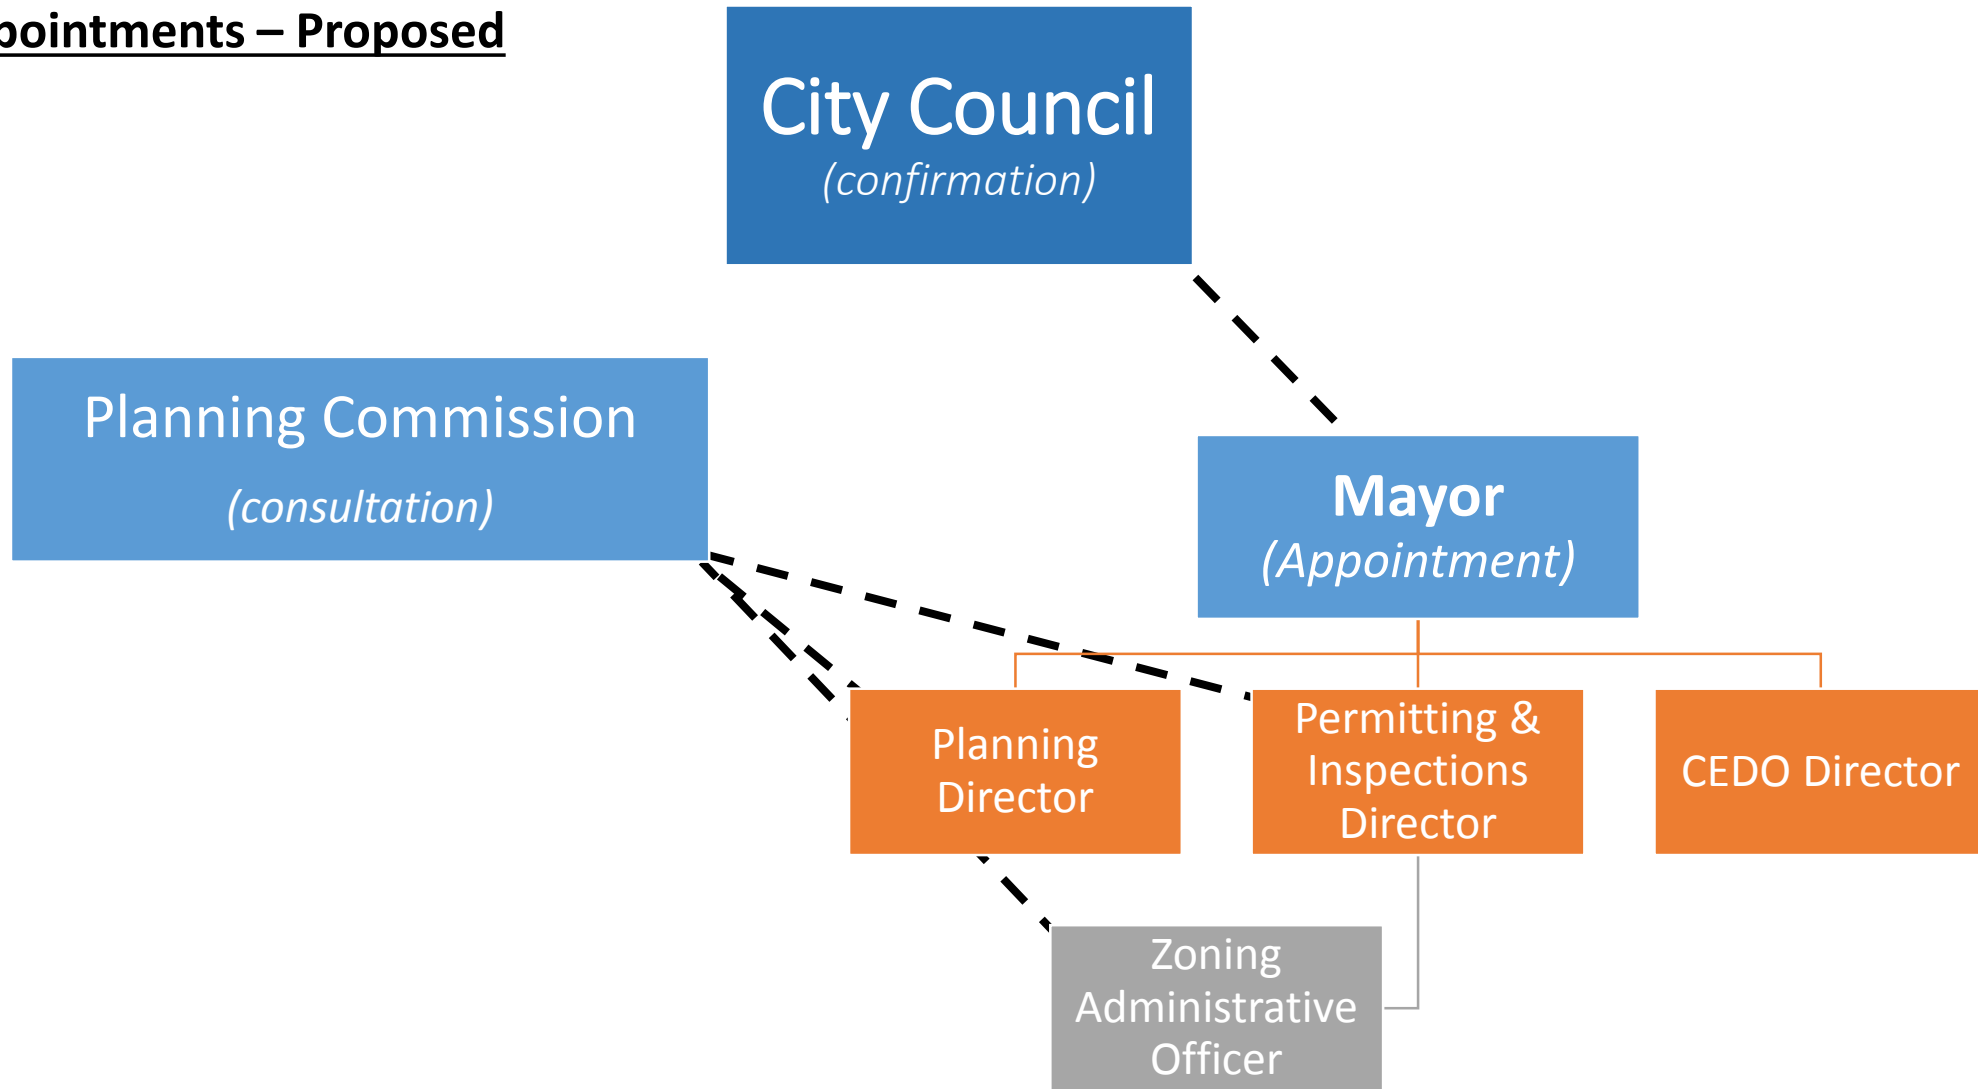 pointments – Proposed
City Council
(confirmation)
Planning Commission
(consultation)
Mayor
(Appointment)
Planning
Director
Permitting &
Inspections
Director
CEDO Director
Zoning
Administrative
Officer